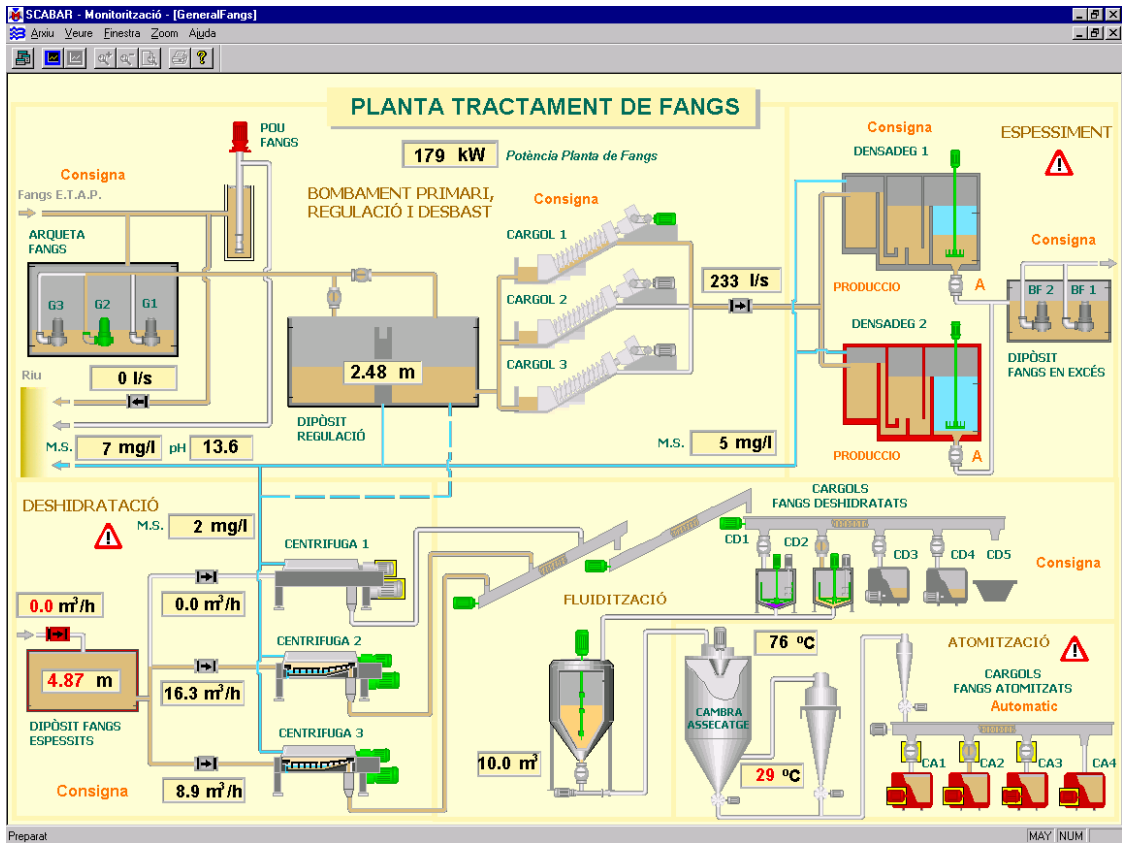 SCABAR - Monitorització - [GeneralFangs]
Arxiu Veure Finestra Zoom Ajuda
PLANTA TRACTAMENT DE FANGS
179 kW Potència Planta de Fangs
POU
FANGS
Consigna
Fangs E.T.A.P.
ARQUETA
FANGS
G3 G2 G1
0 l/s
Riu
M.S. 7 mg/l pH 13.6
BOMBAMENT PRIMARI,
REGULACIÓ I DESBAST
Consigna
CARGOL 1
CARGOL 2
CARGOL 3
2.48 m
DIPÒSIT
REGULACIÓ
233 l/s
M.S. 5 mg/l
Consigna
DENSADEG 1
ESPESSIMENT
PRODUCCIO
A
DENSADEG 2
PRODUCCIO
A
Consigna
BF 2 BF 1
DIPÒSIT
FANGS EN EXCÉS
DESHIDRATACIÓ
M.S. 2 mg/l
CENTRIFUGA 1
0.0 m³/h
0.0 m³/h
CENTRIFUGA 2
4.87 m
16.3 m³/h
DIPÒSIT FANGS
ESPESSITS
CENTRIFUGA 3
Consigna
8.9 m³/h
CARGOLS
FANGS DESHIDRATATS
CD1 CD2 CD3 CD4 CD5
Consigna
FLUIDITZACIÓ
10.0 m³
76 ºC
CAMBRA
ASSECATGE
29 ºC
ATOMITZACIÓ
CARGOLS
FANGS ATOMITZATS
Automatic
CA1 CA2 CA3 CA4
Preparat
MAY NUM